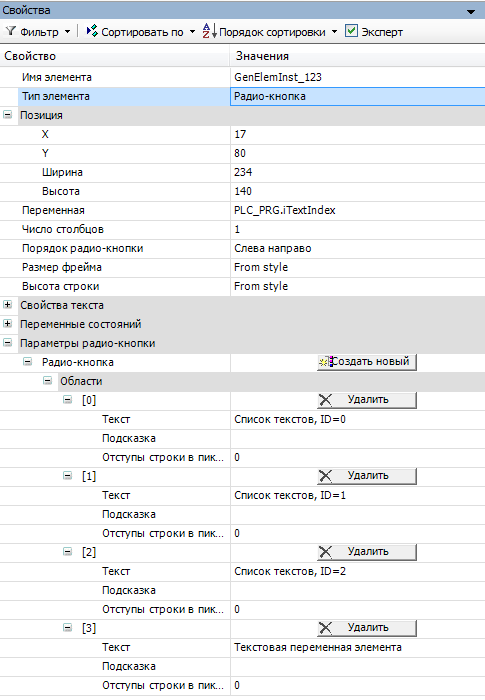 Свойства
Фильтр Сортировать по Порядок сортировки Эксперт
Свойство Значения
Имя элемента GenElemInst_123
Тип элемента Радио-кнопка
Позиция
X 17
Y 80
Ширина 234
Высота 140
Переменная PLC_PRG.iTextIndex
Число столбцов 1
Порядок радио-кнопки Слева направо
Размер фрейма From style
Высота строки From style
Свойства текста
Переменные состояний
Параметры радио-кнопки
Радио-кнопка Создать новый
Области
[0] Удалить
Текст Список текстов, ID=0
Подсказка
Отступы строки в пик... 0
[1] Удалить
Текст Список текстов, ID=1
Подсказка
Отступы строки в пик... 0
[2] Удалить
Текст Список текстов, ID=2
Подсказка
Отступы строки в пик... 0
[3] Удалить
Текст Текстовая переменная элемента
Подсказка
Отступы строки в пик... 0